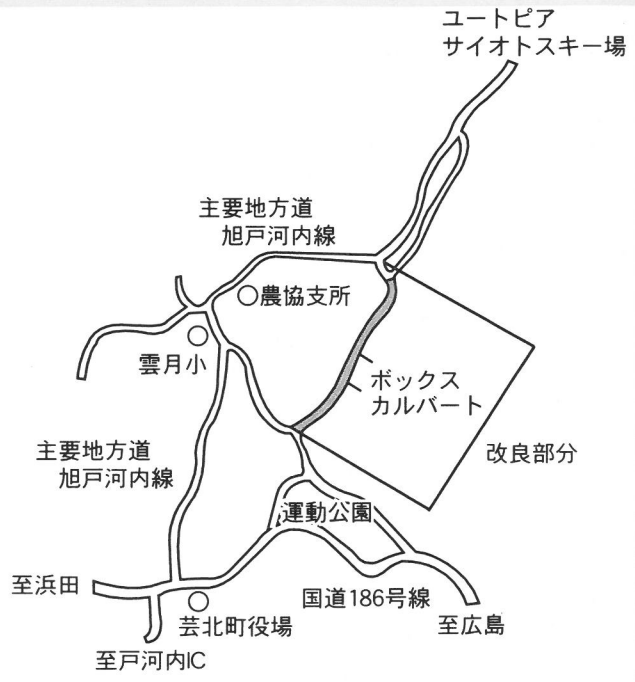 ユートピア
サイオトスキー場
主要地方道
旭戸河内線
農協支所
雲月小
ボックス
カルバート
主要地方道
旭戸河内線
改良部分
運動公園
至浜田
国道186号線
芸北町役場
至広島
至戸河内IC